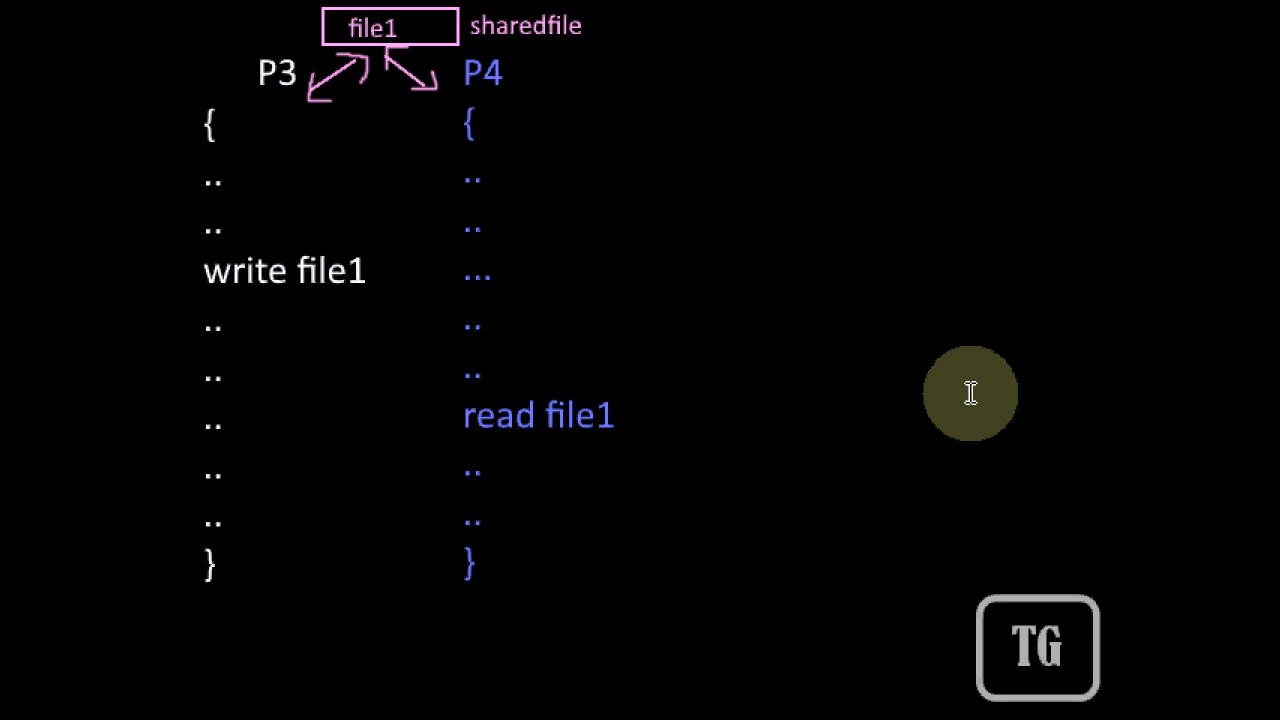 file1 sharedfile
P3 P4
{ {
.. ..
.. ..
write file1 ...
.. ..
.. ..
.. read file1
.. ..
.. ..
} }
TG